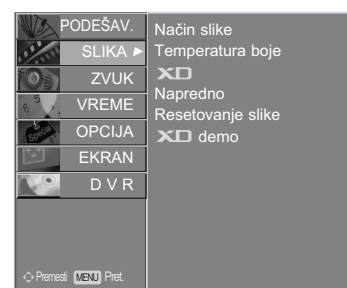 PODEŠAV.
SLIKA ►
ZVUK
VREME
OPCIJA
EKRAN
D V R
Način slike
Temperatura boje
XD
Napredno
Resetovanje slike
XD demo
Premesti MENU Pret.